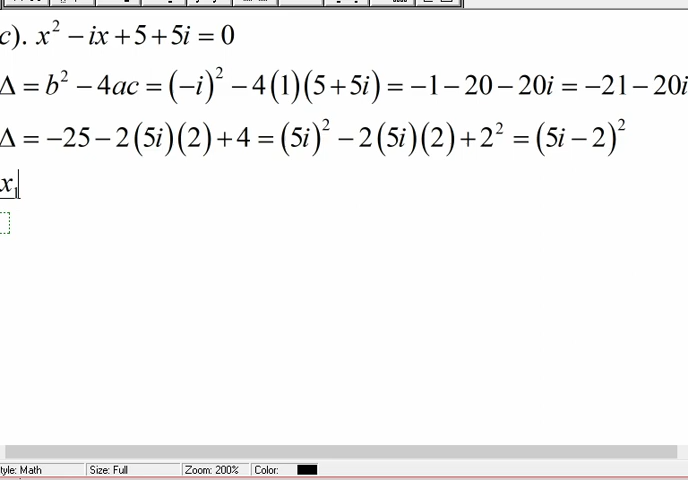 c). x² − ix + 5 + 5i = 0
Δ = b² − 4ac = (−i)² − 4(1)(5 + 5i) = −1 − 20 − 20i = −21 − 20i
Δ = −25 − 2(5i)(2) + 4 = (5i)² − 2(5i)(2) + 2² = (5i − 2)²
x₁
tyle: Math Size: Full Zoom: 200% Color: